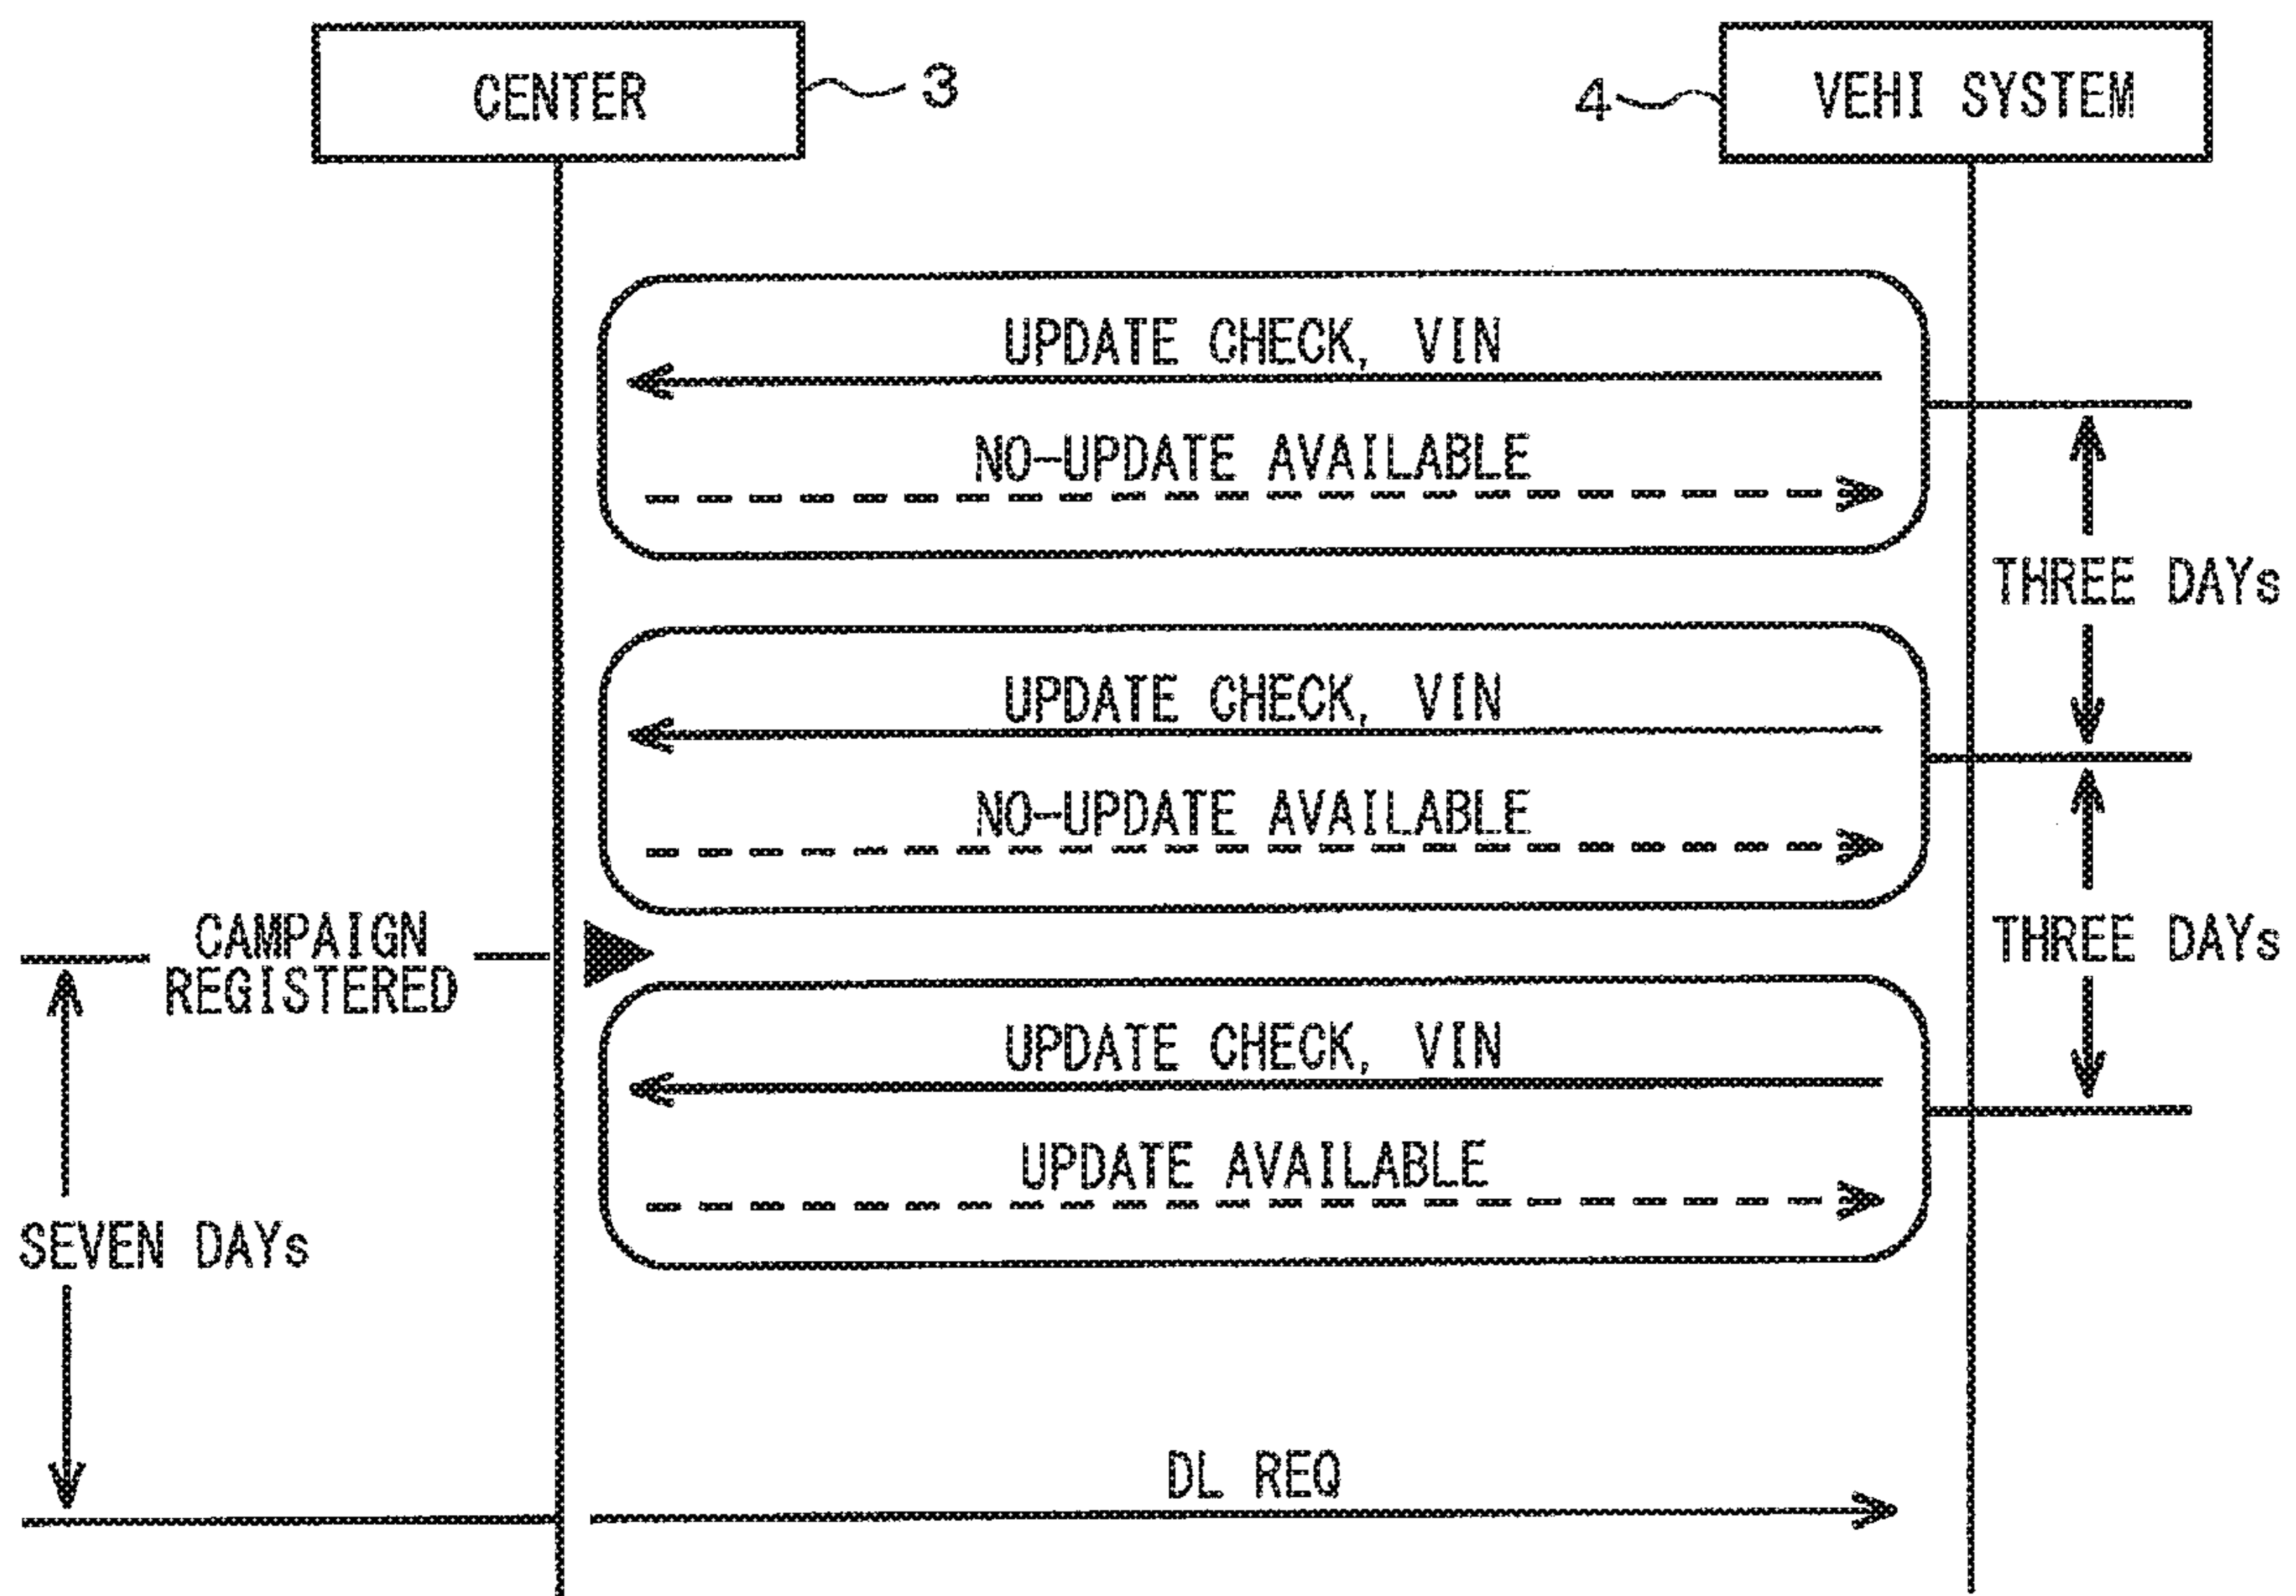 CENTER
3
4
VEHI SYSTEM
UPDATE CHECK, VIN
NO-UPDATE AVAILABLE
THREE DAYs
UPDATE CHECK, VIN
NO-UPDATE AVAILABLE
CAMPAIGN
REGISTERED
THREE DAYs
UPDATE CHECK, VIN
UPDATE AVAILABLE
SEVEN DAYs
DL REQ